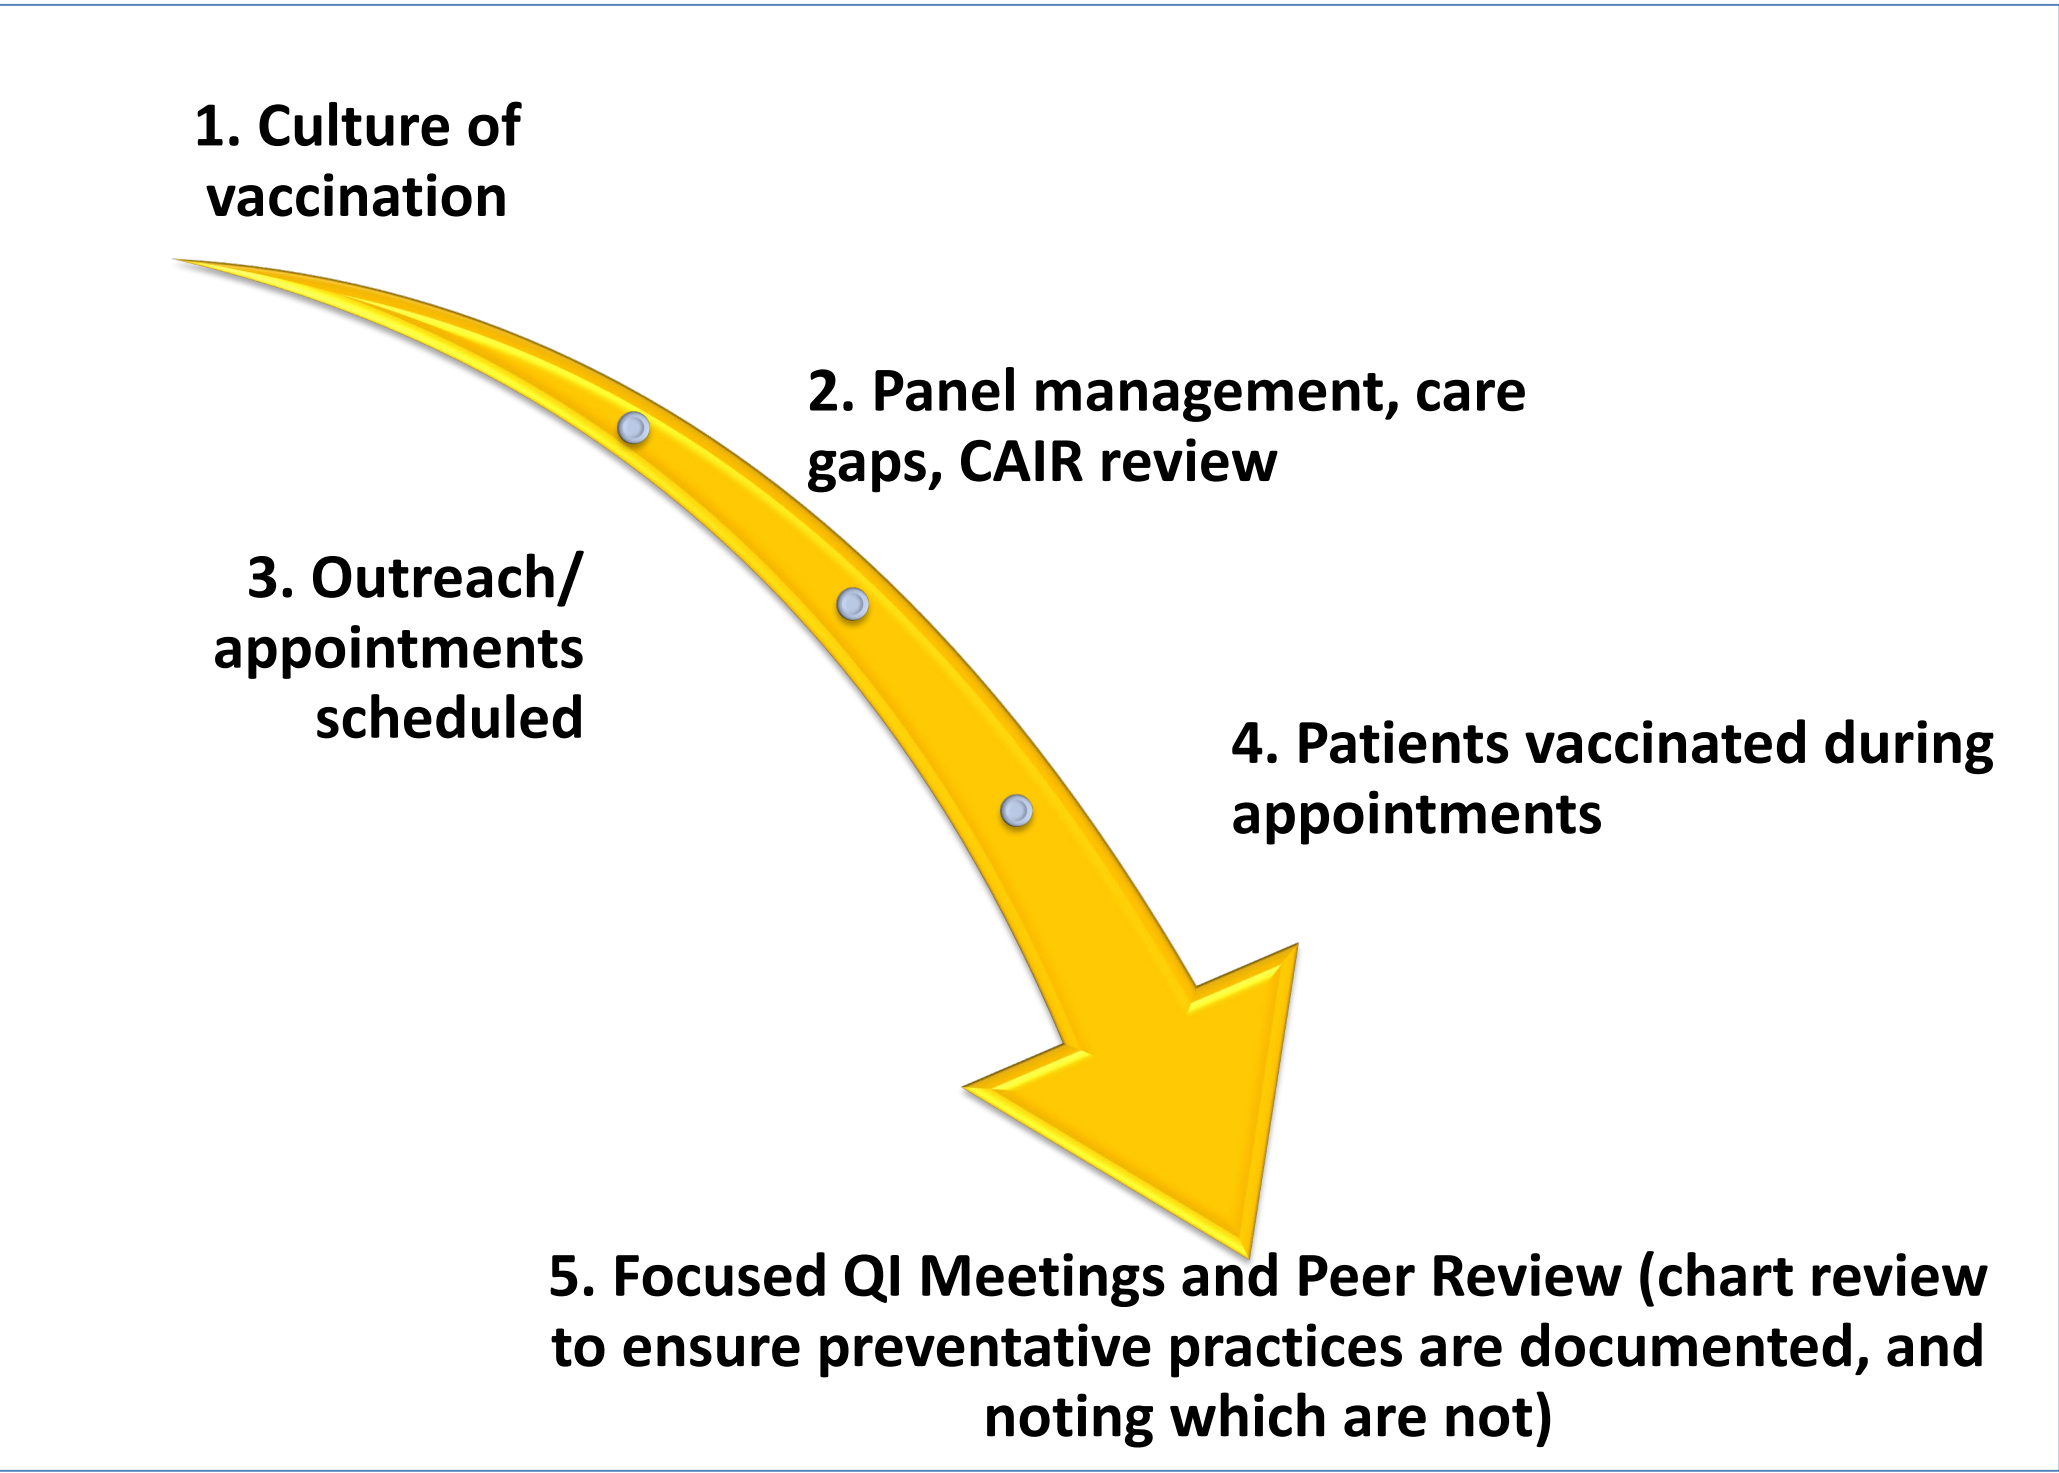 1. Culture of
vaccination
2. Panel management, care
gaps, CAIR review
3. Outreach/
appointments
scheduled
4. Patients vaccinated during
appointments
5. Focused QI Meetings and Peer Review (chart review
to ensure preventative practices are documented, and
noting which are not)